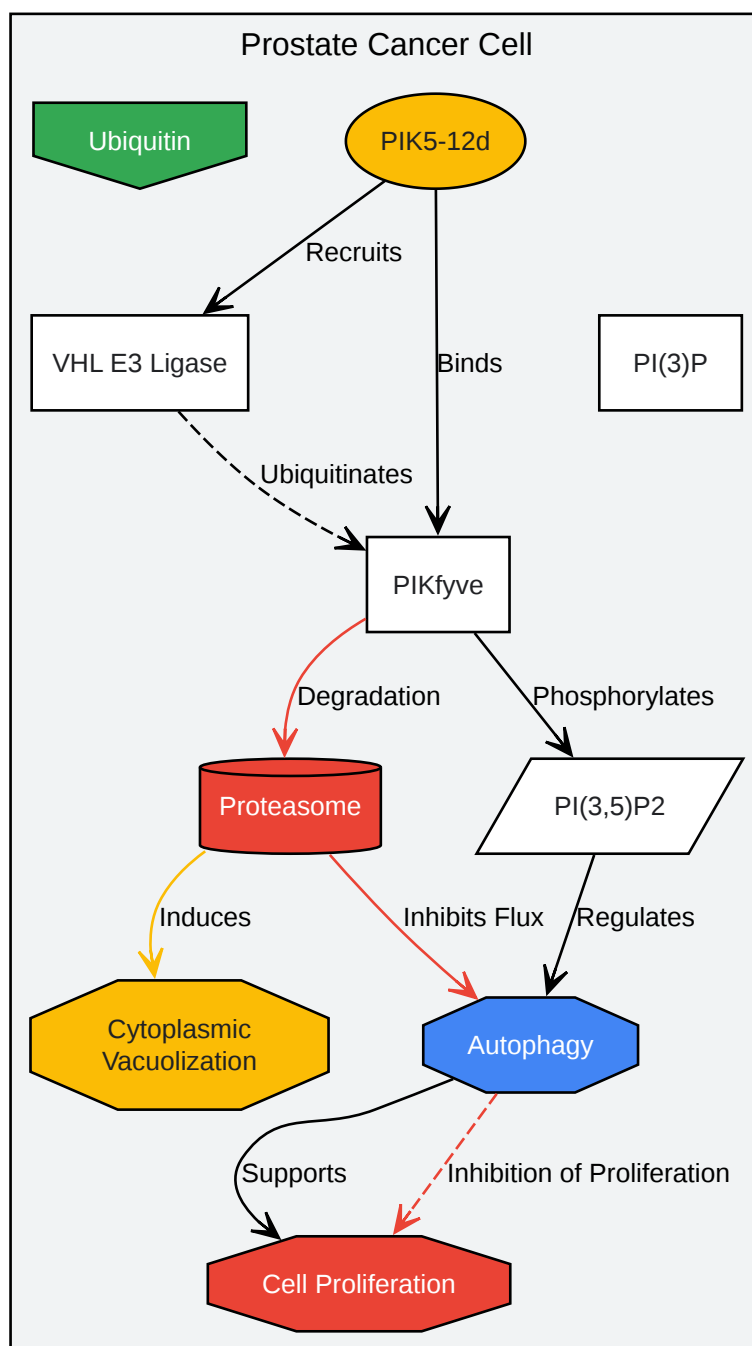 Prostate Cancer Cell
Ubiquitin
PIK5-12d
Recruits
VHL E3 Ligase
Binds
PI(3)P
Ubiquitinates
PIKfyve
Degradation
Phosphorylates
Proteasome
PI(3,5)P2
Induces
Inhibits Flux
Regulates
Cytoplasmic
Vacuolization
Autophagy
Supports
Inhibition of Proliferation
Cell Proliferation